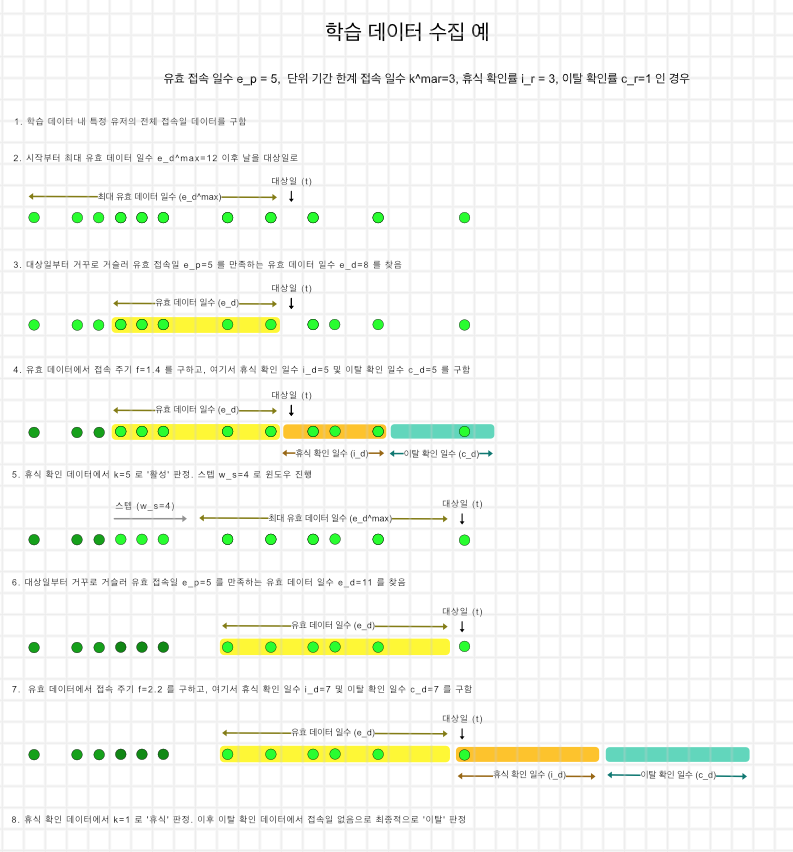 학습 데이터 수집 예
유효 접속 일수 e_p = 5, 단위 기간 한계 접속 일수 k^mar=3, 휴식 확인률 i_r = 3, 이탈 확인률 c_r=1 인 경우
1. 학습 데이터 내 특정 유저의 전체 접속일 데이터를 구함
2. 시작부터 최대 유효 데이터 일수 e_d^max=12 이후 날을 대상일로
대상일 (t)
최대 유효 데이터 일수 (e_d^max)
3. 대상일부터 거꾸로 거슬러 유효 접속일 e_p=5 를 만족하는 유효 데이터 일수 e_d=8 를 찾음
대상일 (t)
유효 데이터 일수 (e_d)
4. 유효 데이터에서 접속 주기 f=1.4 를 구하고, 여기서 휴식 확인 일수 i_d=5 및 이탈 확인 일수 c_d=5 를 구함
대상일 (t)
유효 데이터 일수 (e_d)
휴식 확인 일수 (i_d)
이탈 확인 일수 (c_d)
5. 휴식 확인 데이터에서 k=5 로 '활성' 판정. 스텝 w_s=4 로 윈도우 진행
스텝 (w_s=4)
대상일 (t)
최대 유효 데이터 일수 (e_d^max)
6. 대상일부터 거꾸로 거슬러 유효 접속일 e_p=5 를 만족하는 유효 데이터 일수 e_d=11 를 찾음
대상일 (t)
유효 데이터 일수 (e_d)
7. 유효 데이터에서 접속 주기 f=2.2 를 구하고, 여기서 휴식 확인 일수 i_d=7 및 이탈 확인 일수 c_d=7 를 구함
대상일 (t)
유효 데이터 일수 (e_d)
휴식 확인 일수 (i_d)
이탈 확인 일수 (c_d)
8. 휴식 확인 데이터에서 k=1 로 '휴식' 판정. 이후 이탈 확인 데이터에서 접속일 없음으로 최종적으로 '이탈' 판정